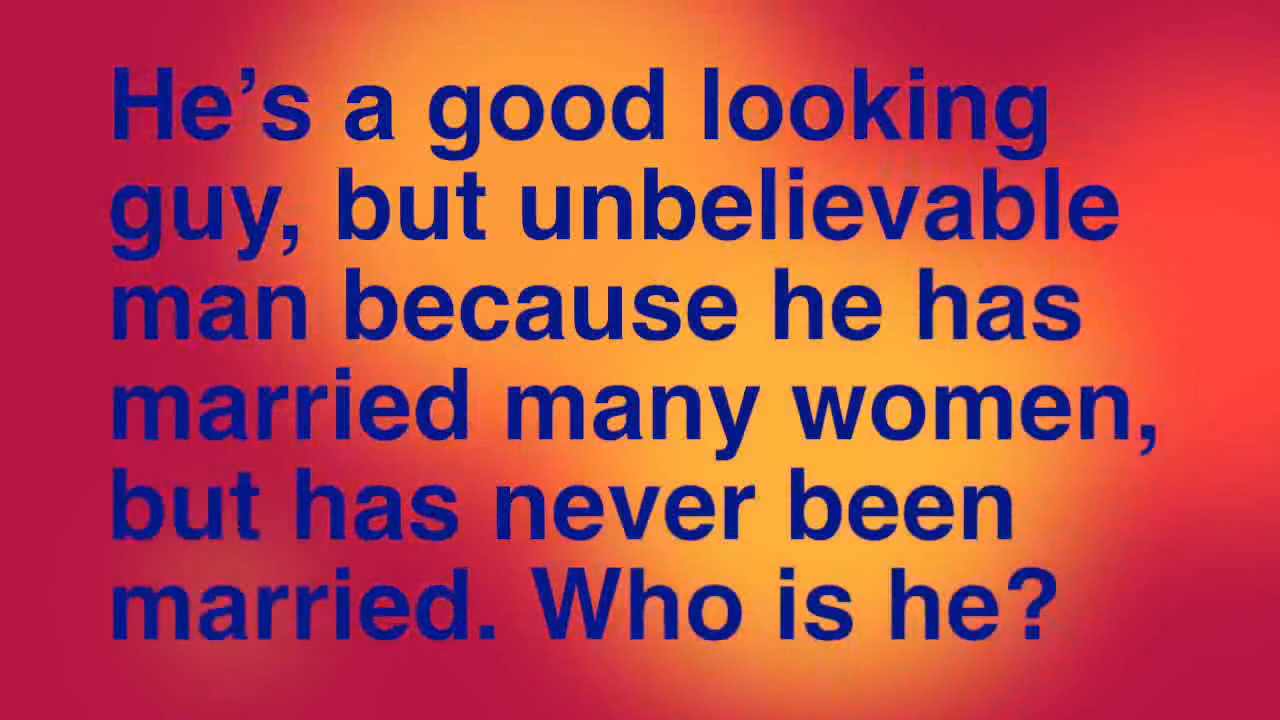 He’s a good looking
guy, but unbelievable
man because he has
married many women,
but has never been
married. Who is he?